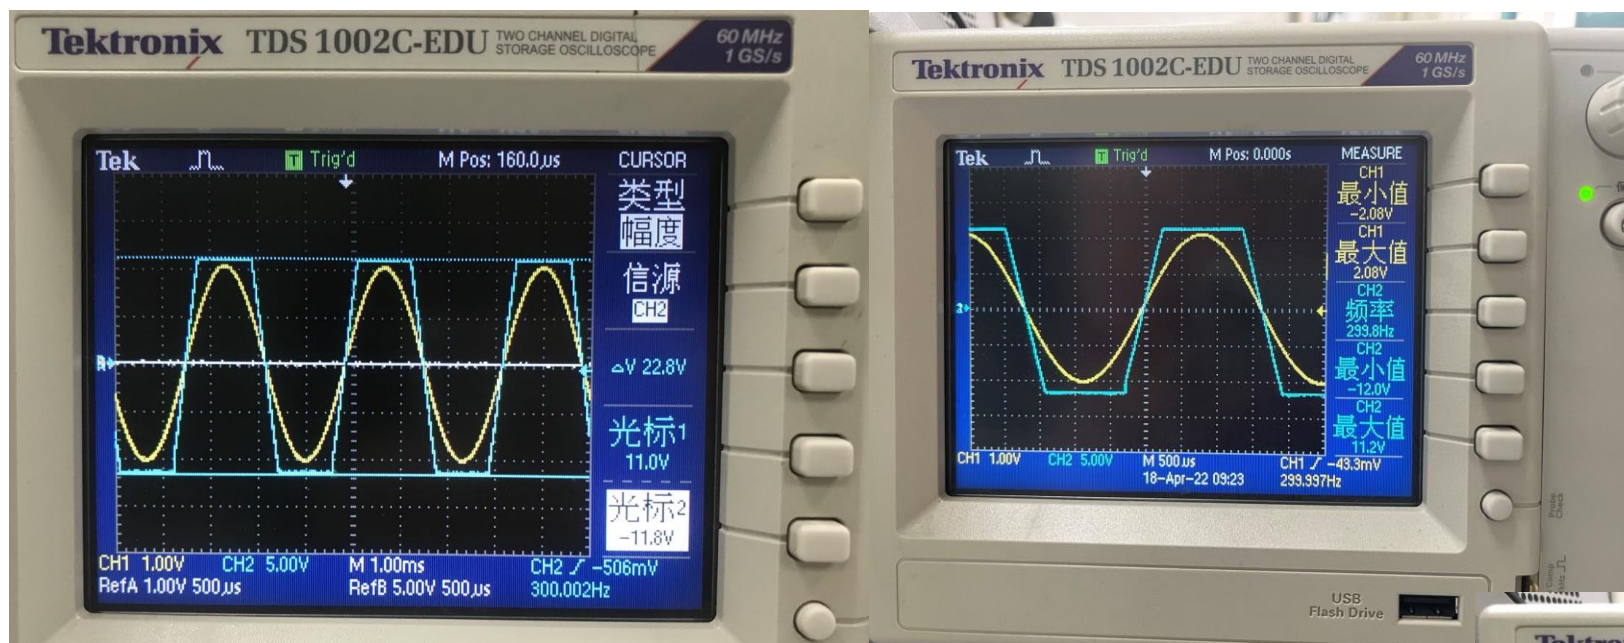 Tektronix TDS 1002C-EDU TWO CHANNEL DIGITAL STORAGE OSCILLOSCOPE 60 MHz 1 GS/s
Tek Trig'd M Pos: 160.0µs CURSOR
类型
幅度
信源
CH2
△V 22.8V
光标1
11.0V
光标2
-11.8V
CH1 1.00V CH2 5.00V M 1.00ms CH2 -506mV
RefA 1.00V 500µs RefB 5.00V 500µs 300.002Hz
Tektronix TDS 1002C-EDU TWO CHANNEL DIGITAL STORAGE OSCILLOSCOPE 60 MHz 1 GS/s
Tek Trig'd M Pos: 0.000s MEASURE
CH1
最小值
-2.08V
CH1
最大值
2.08V
CH2
频率
299.8Hz
CH2
最小值
-12.0V
CH2
最大值
11.2V
CH1 1.00V CH2 5.00V M 500µs CH1 -43.3mV
18-Apr-22 09:23 299.997Hz
Probe Check
USB
Flash Drive